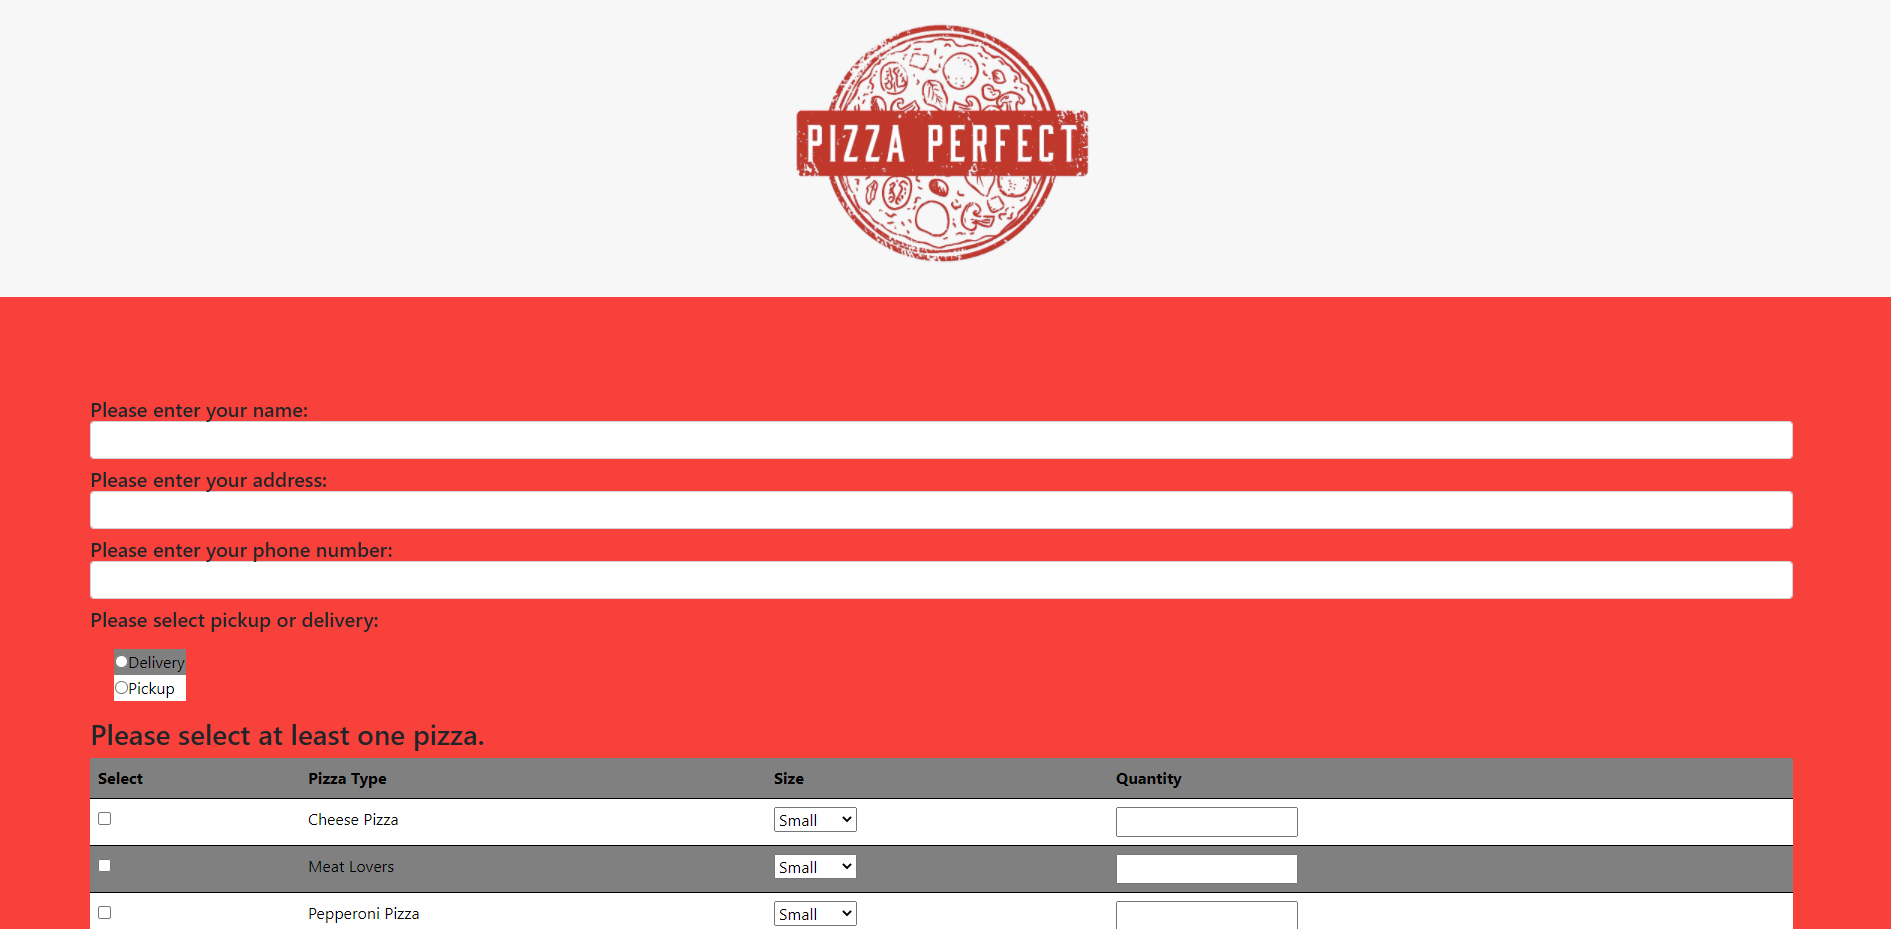 PIZZA PERFECT
Please enter your name:
Please enter your address:
Please enter your phone number:
Please select pickup or delivery:
Delivery
Pickup
Please select at least one pizza.
Select Pizza Type Size Quantity
Cheese Pizza Small
Meat Lovers Small
Pepperoni Pizza Small